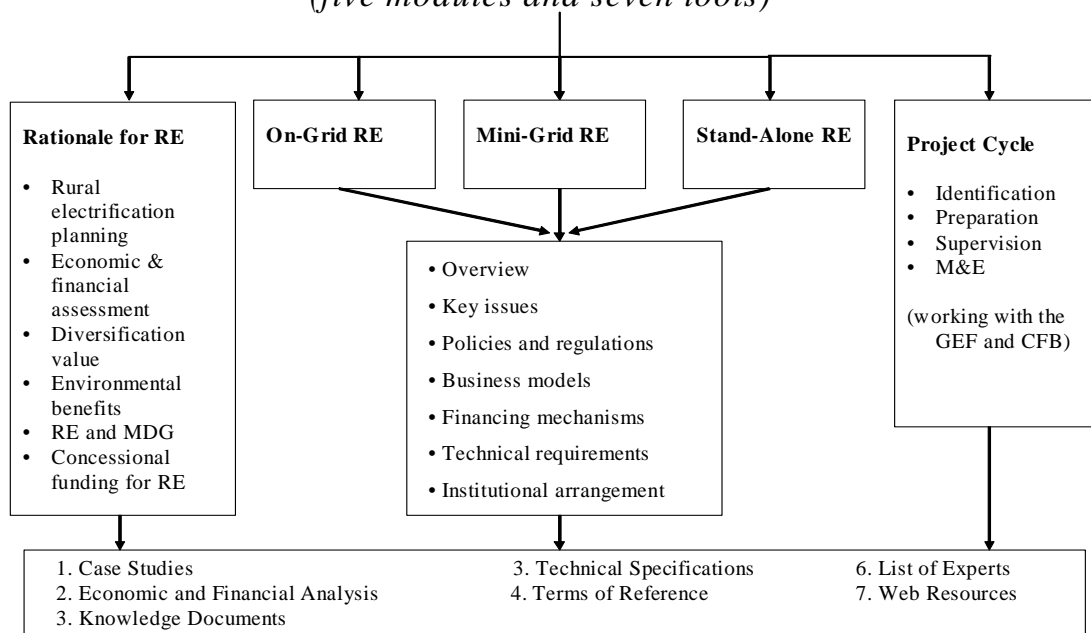 (five modules and seven tools)
Rationale for RE
• Rural
electrification
planning
• Economic &
financial
assessment
• Diversification
value
• Environmental
benefits
• RE and MDG
• Concessional
funding for RE
On-Grid RE
Mini-Grid RE
Stand-Alone RE
• Overview
• Key issues
• Policies and regulations
• Business models
• Financing mechanisms
• Technical requirements
• Institutional arrangement
Project Cycle
• Identification
• Preparation
• Supervision
• M&E
(working with the
GEF and CFB)
1. Case Studies
2. Economic and Financial Analysis
3. Knowledge Documents
3. Technical Specifications
4. Terms of Reference
6. List of Experts
7. Web Resources